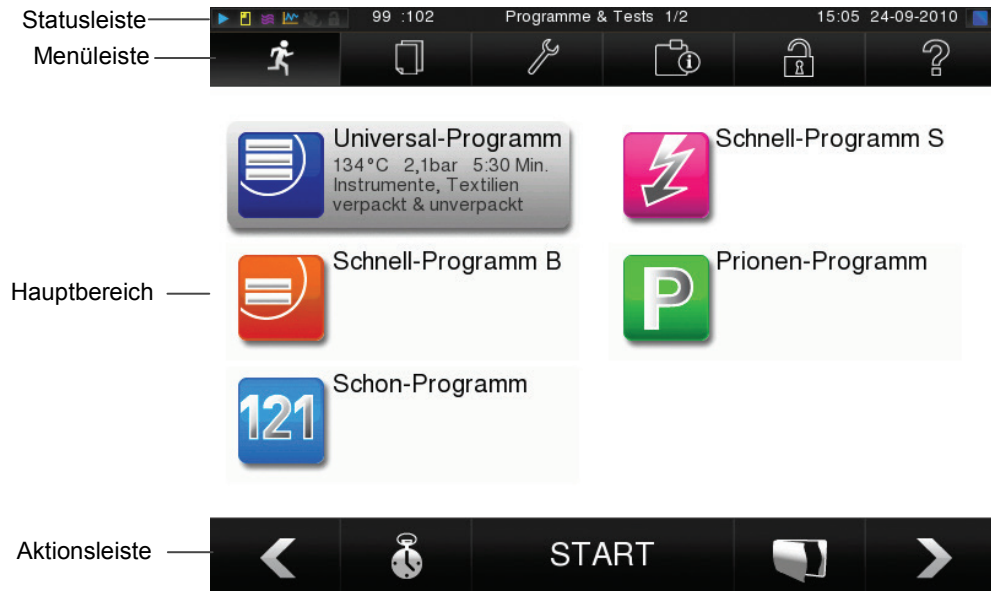 Statusleiste
99 :102 Programme & Tests 1/2 15:05 24-09-2010
Menüleiste
Universal-Programm
134°C 2,1bar 5:30 Min.
Instrumente, Textilien
verpackt & unverpackt
Schnell-Programm S
Hauptbereich
Schnell-Programm B
Prionen-Programm
P
Schon-Programm
121
Aktionsleiste
START